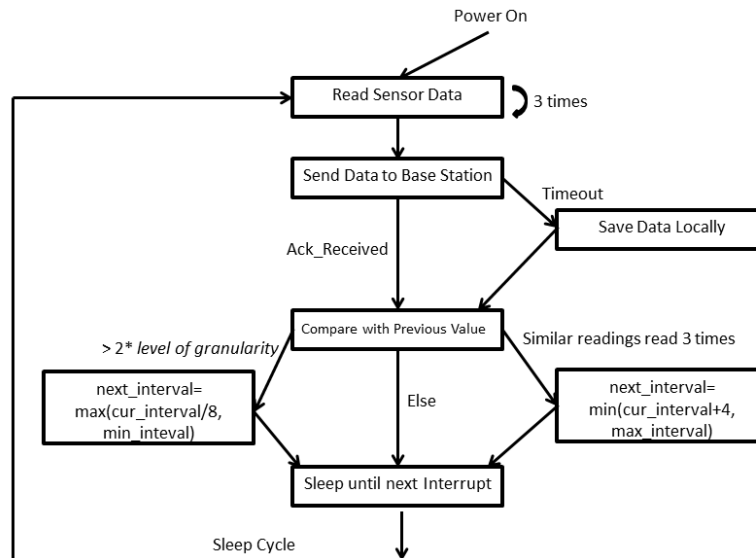 Power On
Read Sensor Data
3 times
Send Data to Base Station
Timeout
Save Data Locally
Ack_Received
Compare with Previous Value
> 2* level of granularity
Similar readings read 3 times
next_interval=
max(cur_interval/8,
min_inteval)
Else
next_interval=
min(cur_interval+4,
max_interval)
Sleep until next Interrupt
Sleep Cycle